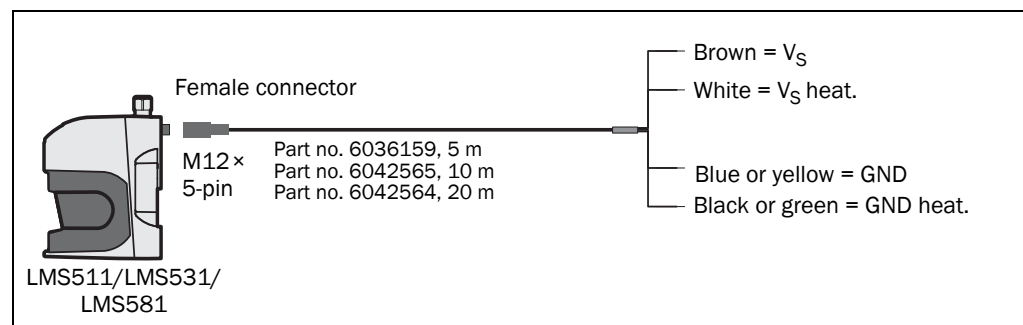 Brown = VS
White = VS heat.
Female connector
M12 ×
5-pin
Part no. 6036159, 5 m
Part no. 6042565, 10 m
Part no. 6042564, 20 m
Blue or yellow = GND
Black or green = GND heat.
LMS511/LMS531/
LMS581